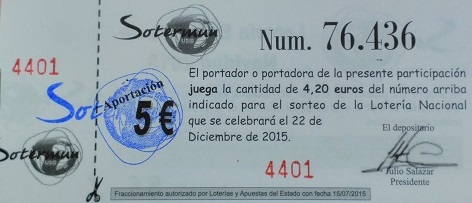 Sotermun
Num. 76.436
4401
El portador o portadora de la presente participación
juega la cantidad de 4,20 euros del número arriba
indicado para el sorteo de la Lotería Nacional
que se celebrará el 22 de
Diciembre de 2015.
Aportación
5 €
Sotermun
El depositario
Julio Salazar
Presidente
4401
Fraccionamiento autorizado por Loterías y Apuestas del Estado con fecha 15/07/2015